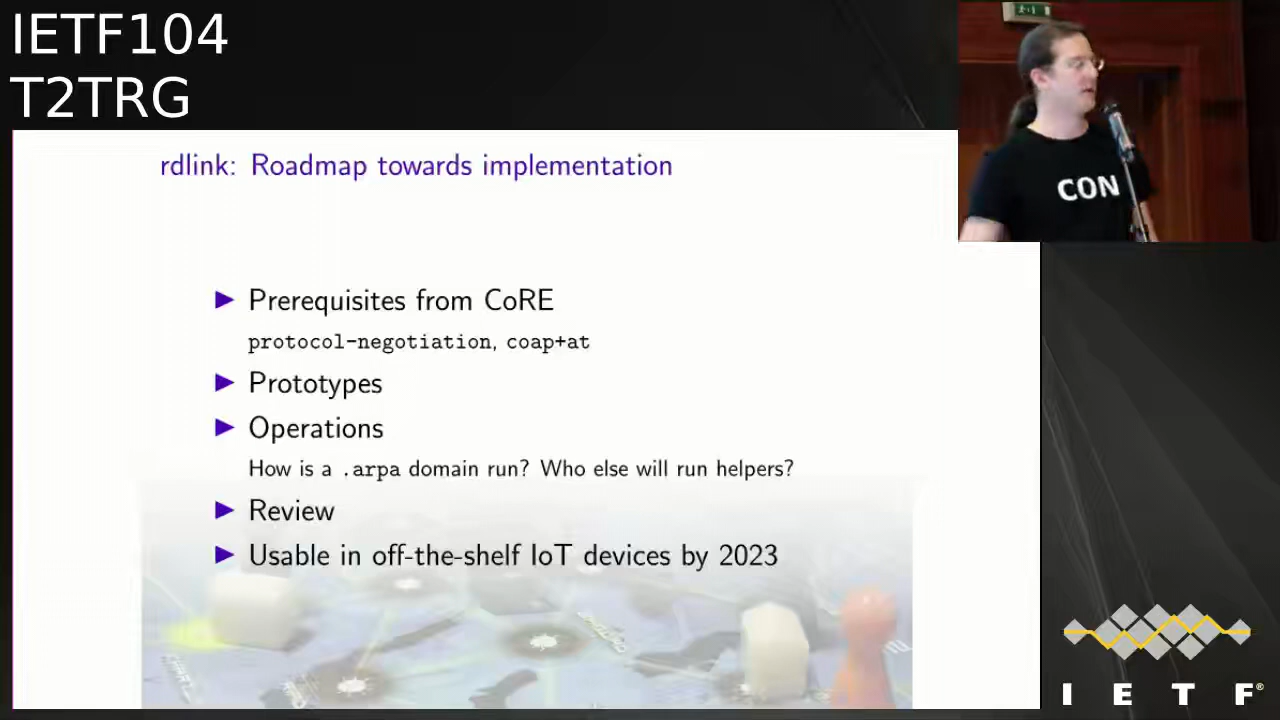 IETF104
T2TRG
rdlink: Roadmap towards implementation
CON
▶ Prerequisites from CoRE
protocol-negotiation, coap+at
▶ Prototypes
▶ Operations
How is a .arpa domain run? Who else will run helpers?
▶ Review
▶ Usable in off-the-shelf IoT devices by 2023
I E T F®